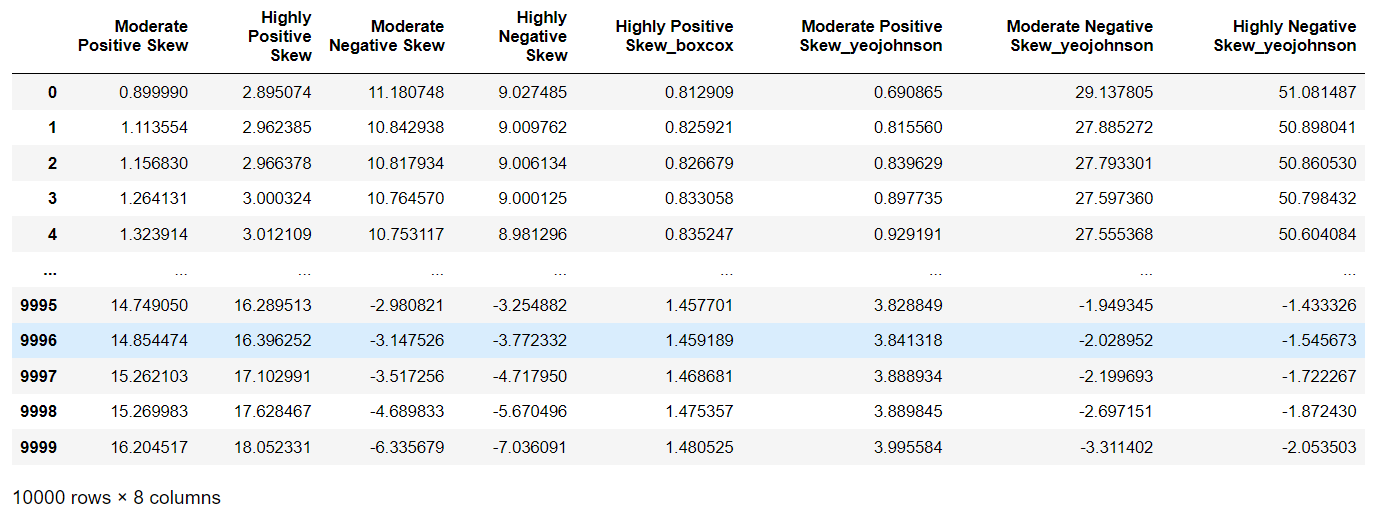 Moderate Positive Skew Highly Positive Skew Moderate Negative Skew Highly Negative Skew Highly Positive Skew_boxcox Moderate Positive Skew_yeojohnson Moderate Negative Skew_yeojohnson Highly Negative Skew_yeojohnson
0 0.899990 2.895074 11.180748 9.027485 0.812909 0.690865 29.137805 51.081487
1 1.113554 2.962385 10.842938 9.009762 0.825921 0.815560 27.885272 50.898041
2 1.156830 2.966378 10.817934 9.006134 0.826679 0.839629 27.793301 50.860530
3 1.264131 3.000324 10.764570 9.000125 0.833058 0.897735 27.597360 50.798432
4 1.323914 3.012109 10.753117 8.981296 0.835247 0.929191 27.555368 50.604084
... ... ... ... ... ... ... ... ...
9995 14.749050 16.289513 -2.980821 -3.254882 1.457701 3.828849 -1.949345 -1.433326
9996 14.854474 16.396252 -3.147526 -3.772332 1.459189 3.841318 -2.028952 -1.545673
9997 15.262103 17.102991 -3.517256 -4.717950 1.468681 3.888934 -2.199693 -1.722267
9998 15.269983 17.628467 -4.689833 -5.670496 1.475357 3.889845 -2.697151 -1.872430
9999 16.204517 18.052331 -6.335679 -7.036091 1.480525 3.995584 -3.311402 -2.053503
10000 rows × 8 columns